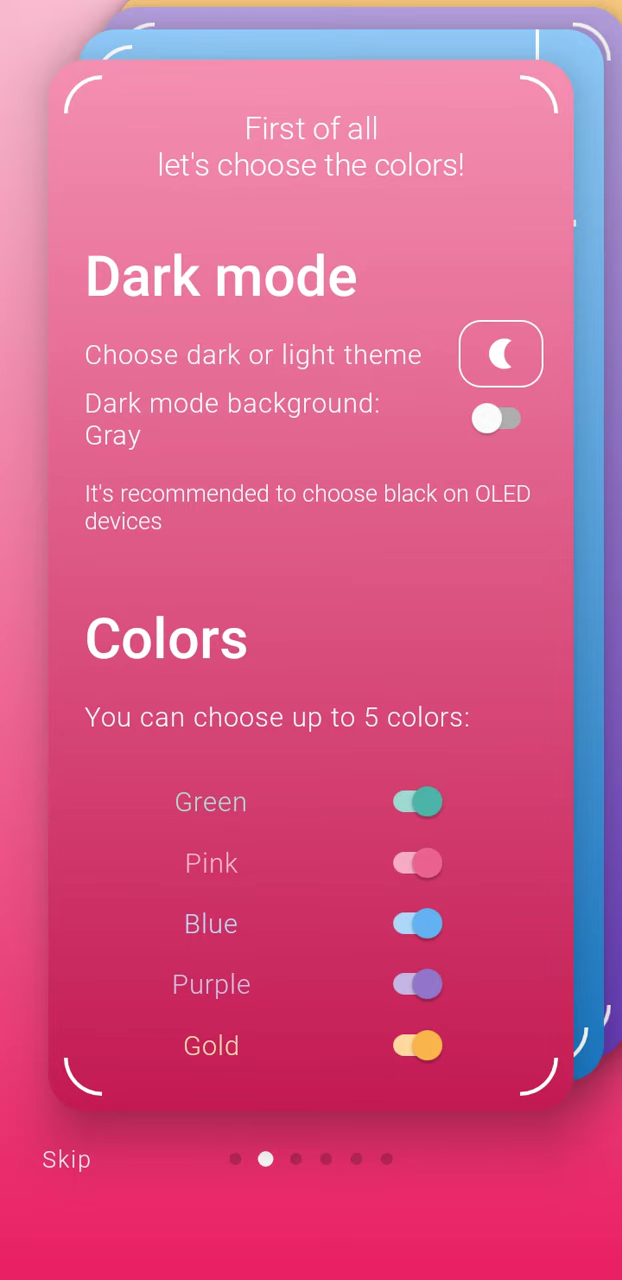 First of all
let's choose the colors!
Dark mode
Choose dark or light theme
Dark mode background:
Gray
It's recommended to choose black on OLED
devices
Colors
You can choose up to 5 colors:
Green
Pink
Blue
Purple
Gold
Skip